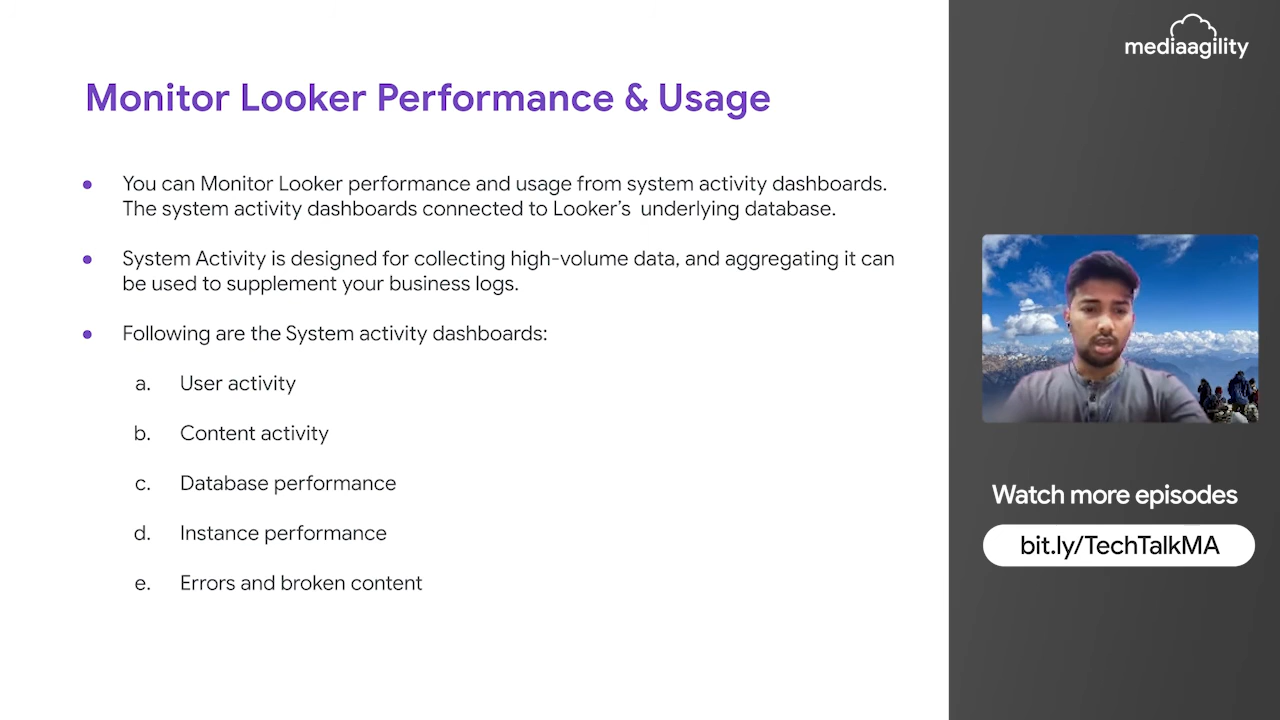 Monitor Looker Performance & Usage
You can Monitor Looker performance and usage from system activity dashboards.
The system activity dashboards connected to Looker’s  underlying database.
System Activity is designed for collecting high-volume data, and aggregating it can
be used to supplement your business logs.
Following are the System activity dashboards:
a. User activity
b. Content activity
c. Database performance
d. Instance performance
e. Errors and broken content
mediaagility
Watch more episodes
bit.ly/TechTalkMA